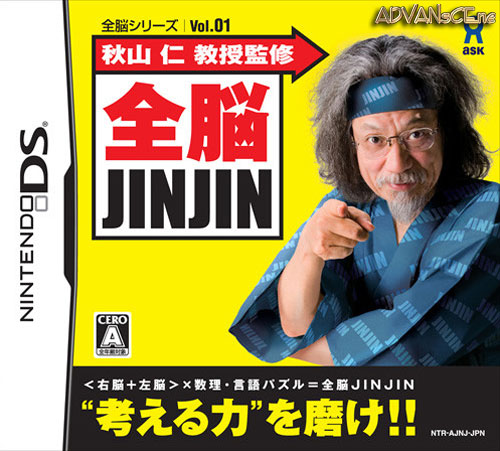 ADVANsCEne
全脳シリーズ Vol.01
秋山 仁 教授監修
ASK
全脳
JINJIN
JINJIN
NINTENDO DS
CERO
A
全年齢対象
<右脳+左脳>×数理・言語パズル=全脳JINJIN
“考える力”を磨け!!
NTR-AJNJ-JPN